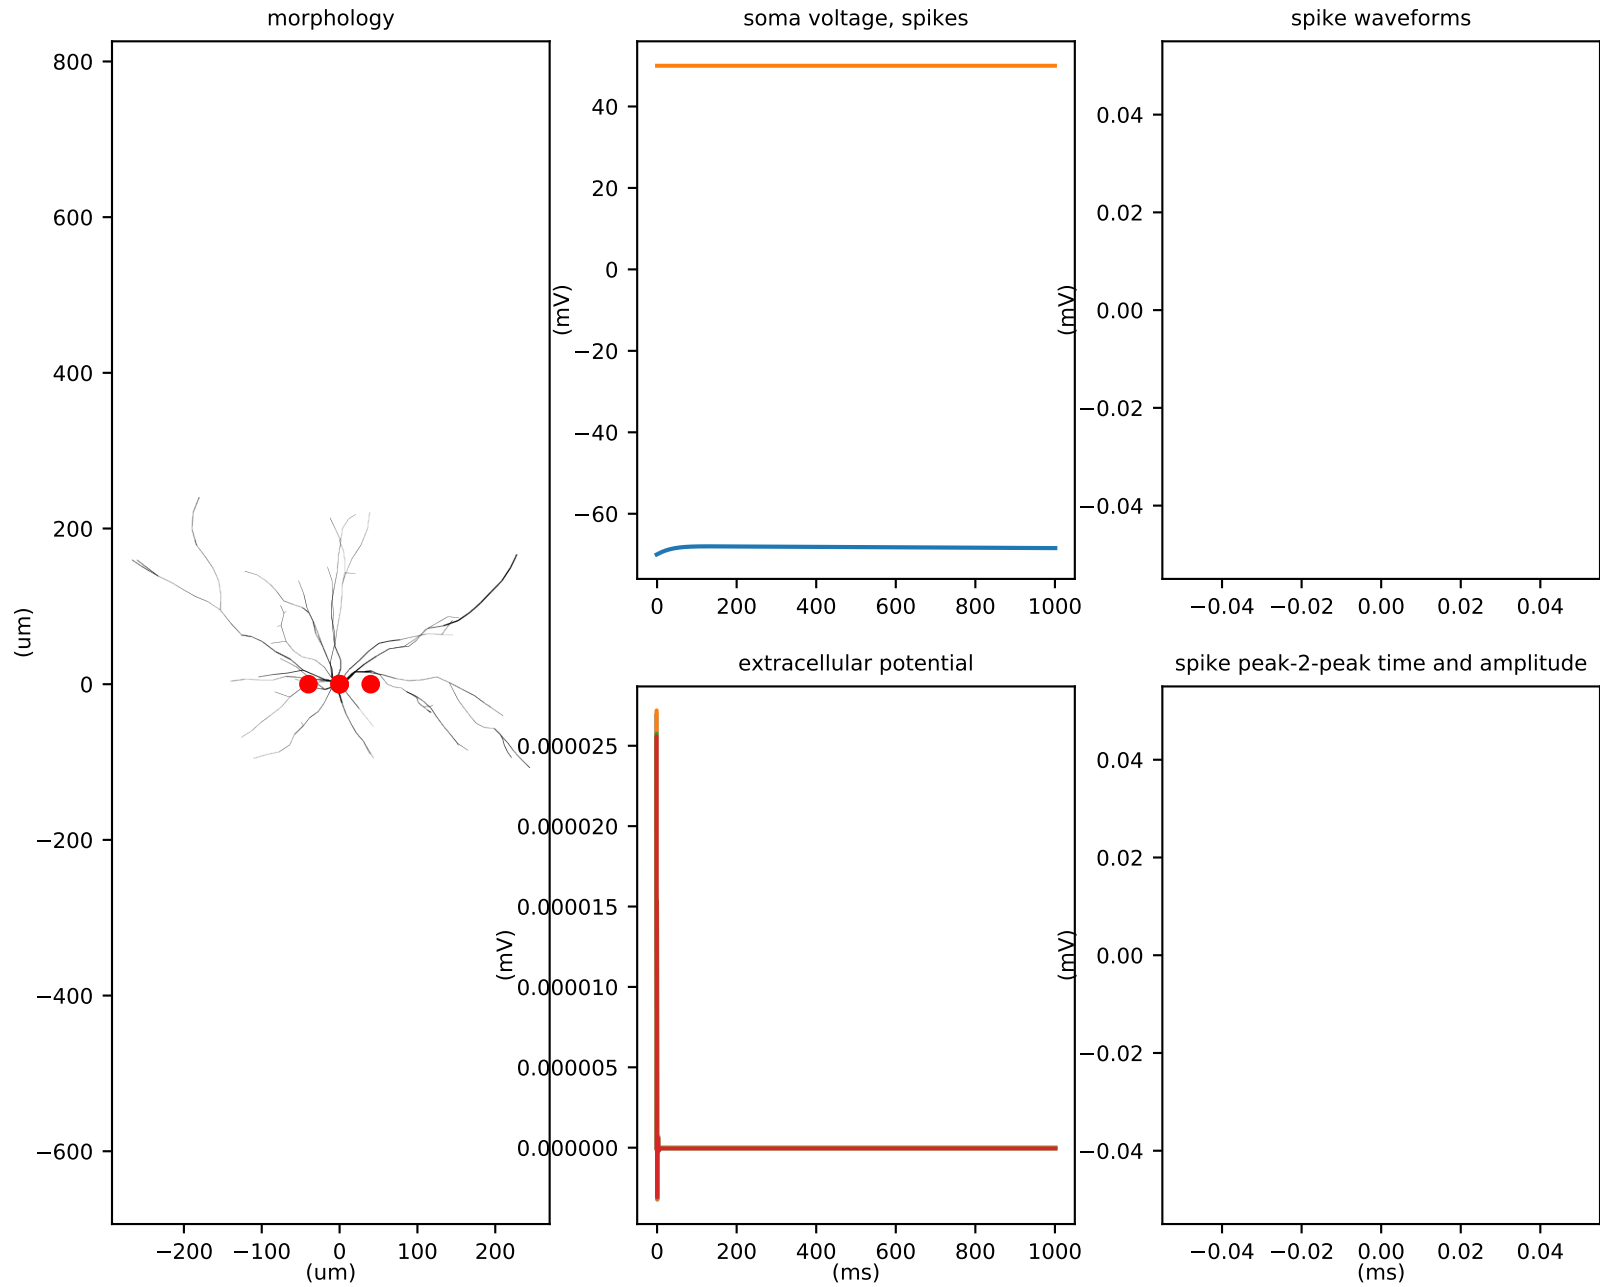 morphology
800
600
400
200
0
−200
−400
−600
(um)
−200 −100 0 100 200
(um)
soma voltage, spikes
40
20
0
−20
−40
−60
(mV)
0 200 400 600 800 1000
spike waveforms
0.04
0.02
0.00
−0.02
−0.04
(mV)
−0.04 −0.02 0.00 0.02 0.04
extracellular potential
0.000025
0.000020
0.000015
0.000010
0.000005
0.000000
(mV)
0 200 400 600 800 1000
(ms)
spike peak-2-peak time and amplitude
0.04
0.02
0.00
−0.02
−0.04
(mV)
−0.04 −0.02 0.00 0.02 0.04
(ms)